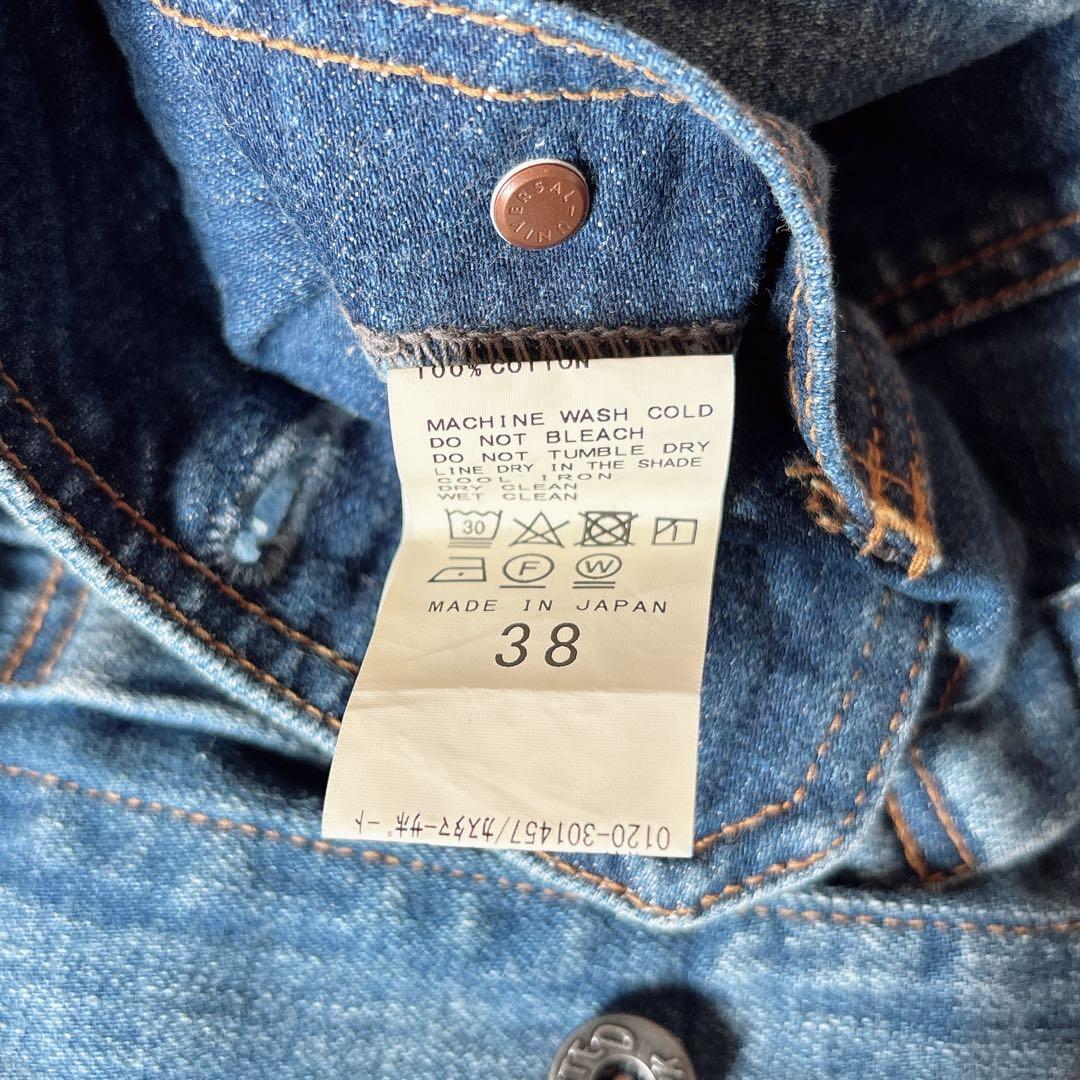 UNIVERSAL
100% COTTON
MACHINE WASH COLD
DO NOT BLEACH
DO NOT TUMBLE DRY
LINE DRY IN THE SHADE
COOL IRON
DRY CLEAN
WET CLEAN
30
F W
MADE IN JAPAN
38
0120-301457/カスタマーサポート